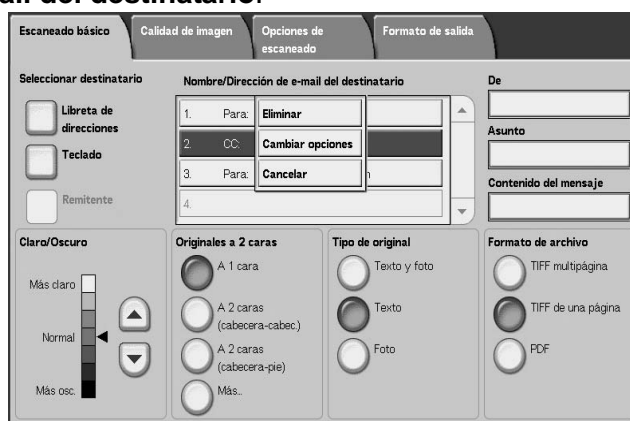 ail del destinatario.
Escaneado básico
Calidad de imagen
Opciones de
escaneado
Formato de salida
Seleccionar destinatario
Nombre/Dirección de e-mail del destinatario
De
Libreta de
direcciones
1. Para:
Eliminar
Asunto
Teclado
2. CC:
Cambiar opciones
3. Para:
Cancelar
Contenido del mensaje
Remitente
4.
Claro/Oscuro
Originales a 2 caras
Tipo de original
Formato de archivo
Más claro
Normal
Más osc.
A 1 cara
A 2 caras
(cabecera-cabec.)
A 2 caras
(cabecera-pie)
Más...
Texto y foto
Texto
Foto
TIFF multipágina
TIFF de una página
PDF